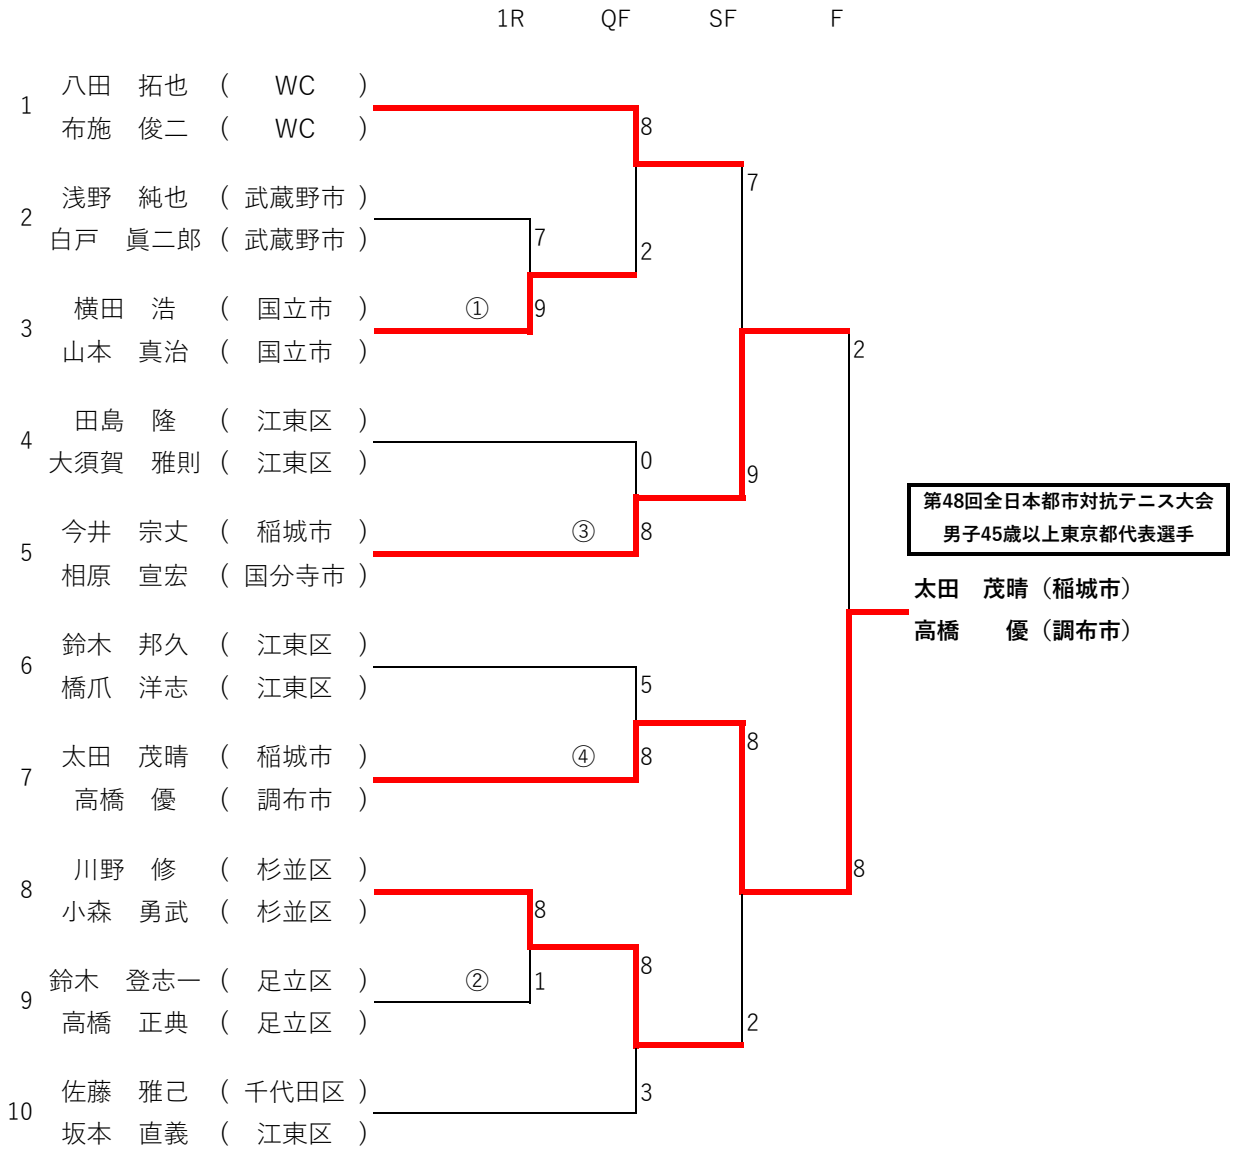 1R QF SF F
八田　拓也 ( WC )
1
布施　俊二 ( WC )
8
7
浅野　純也 ( 武蔵野市 )
2
白戸　眞二郎 ( 武蔵野市 )
7
2
横田　浩 ( 国立市 ) ① 9
3
山本　真治 ( 国立市 )
2
田島　隆 ( 江東区 )
4
大須賀　雅則 ( 江東区 )
0
9
今井　宗丈 ( 稲城市 ) ③ 8
5
相原　宣宏 ( 国分寺市 )
第48回全日本都市対抗テニス大会
男子45歳以上東京都代表選手
太田　茂晴（稲城市）
高橋　　優（調布市）
鈴木　邦久 ( 江東区 )
6
橋爪　洋志 ( 江東区 )
5
太田　茂晴 ( 稲城市 ) ④ 8
8
7
高橋　優 ( 調布市 )
川野　修 ( 杉並区 )
8
8
小森　勇武 ( 杉並区 )
8
8
鈴木　登志一 ( 足立区 ) ② 1
9
高橋　正典 ( 足立区 )
2
佐藤　雅己 ( 千代田区 )
3
10
坂本　直義 ( 江東区 )